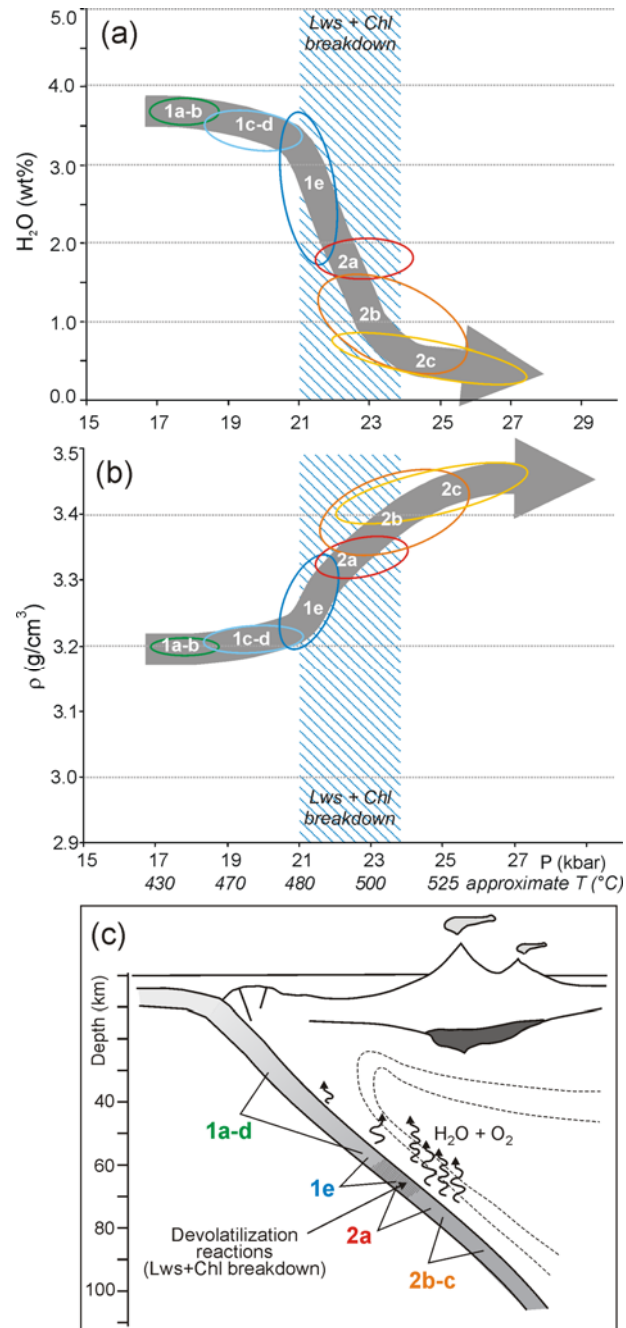 (a)
Lws + Chl
breakdown
5.0
4.0
3.0
2.0
1.0
0.0
H₂O (wt%)
1a-b
1c-d
1e
2a
2b
2c
15 17 19 21 23 25 27 29
(b)
3.5
3.4
3.3
3.2
3.1
3.0
2.9
ρ (g/cm³)
2c
2b
2a
1e
1a-b
1c-d
Lws + Chl
breakdown
15 17 19 21 23 25 27 P (kbar)
430 470 480 500 525 approximate T (°C)
(c)
Depth (km)
40
60
80
100
H₂O + O₂
1a-d
1e
2a
Devolatilization
reactions
(Lws+Chl breakdown)
2b-c